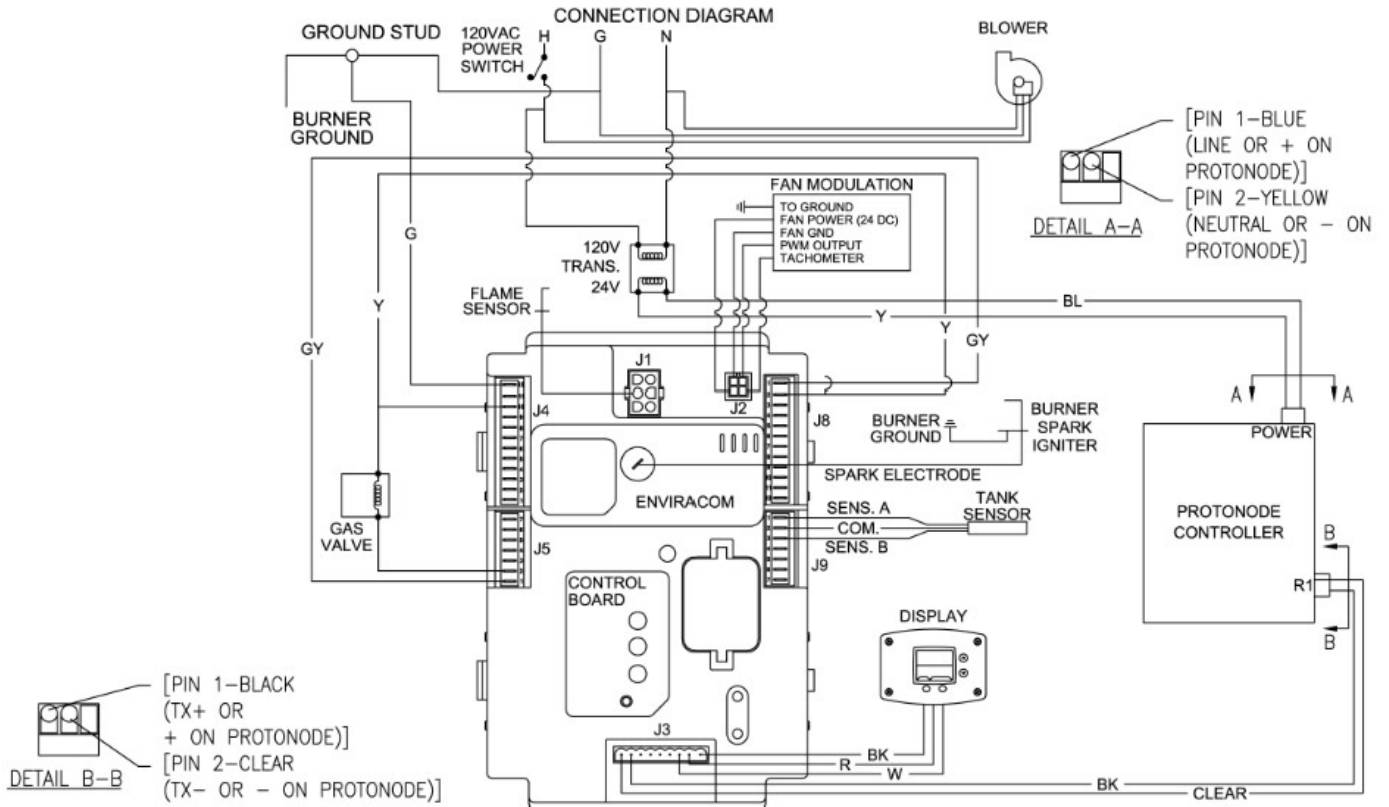 CONNECTION DIAGRAM
GROUND STUD
120VAC
POWER
SWITCH
H
G
N
BLOWER
BURNER
GROUND
[PIN 1-BLUE
(LINE OR + ON
PROTONODE)]
[PIN 2-YELLOW
(NEUTRAL OR - ON
PROTONODE)]
DETAIL A-A
FAN MODULATION
TO GROUND
FAN POWER (24 DC)
FAN GND
PWM OUTPUT
TACHOMETER
G
120V
TRANS.
24V
FLAME
SENSOR
Y
BL
Y
Y
GY
GY
J1
J2
J4
J8
A
A
BURNER
GROUND
BURNER
SPARK
IGNITER
POWER
SPARK ELECTRODE
ENVIRACOM
GAS
VALVE
J5
SENS. A
COM.
SENS. B
TANK
SENSOR
J9
PROTONODE
CONTROLLER
B
R1
B
CONTROL
BOARD
DISPLAY
J3
BK
R
W
BK
CLEAR
[PIN 1-BLACK
(TX+ OR
+ ON PROTONODE)]
[PIN 2-CLEAR
(TX- OR - ON PROTONODE)]
DETAIL B-B